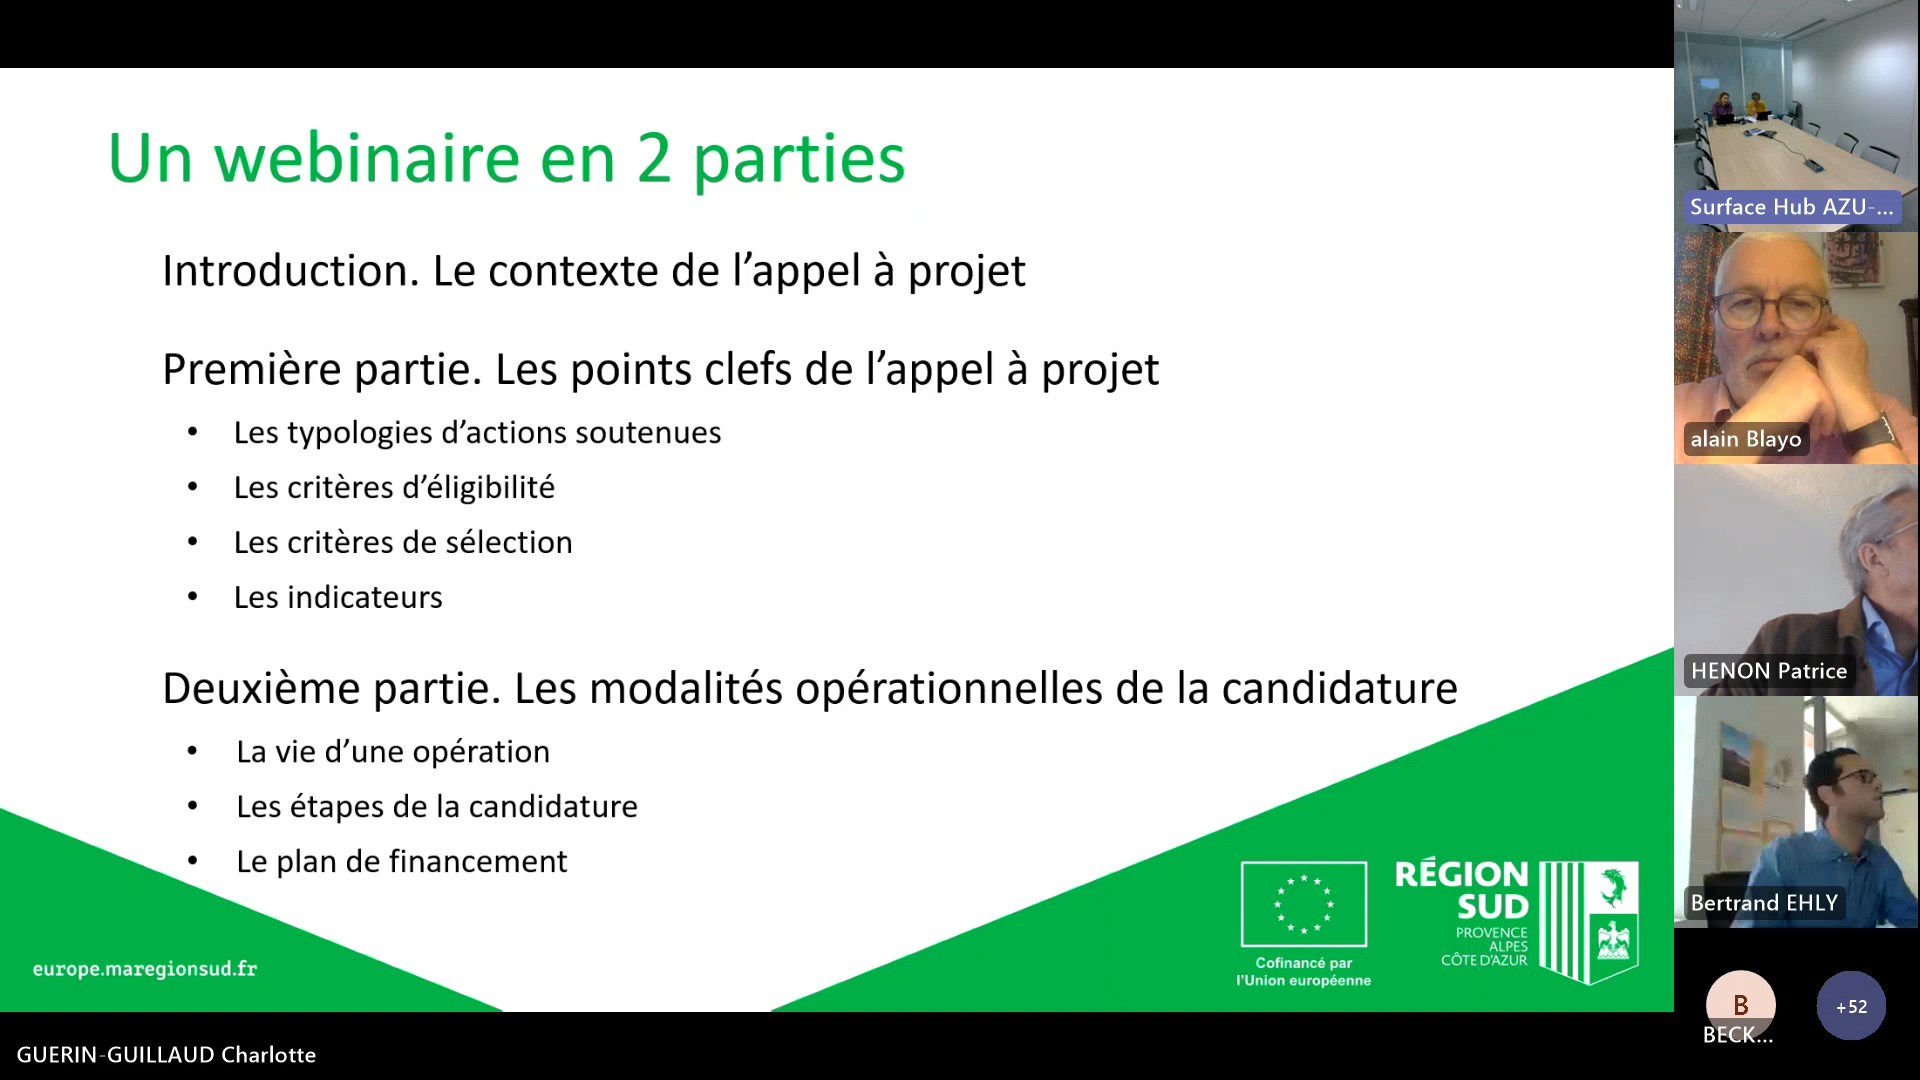 Un webinaire en 2 parties
Introduction. Le contexte de l’appel à projet
Première partie. Les points clefs de l’appel à projet
• Les typologies d’actions soutenues
• Les critères d’éligibilité
• Les critères de sélection
• Les indicateurs
Deuxième partie. Les modalités opérationnelles de la candidature
• La vie d’une opération
• Les étapes de la candidature
• Le plan de financement
europe.maregionsud.fr
Cofinancé par
l’Union européenne
RÉGION
SUD
PROVENCE
ALPES
CÔTE D’AZUR
GUERIN-GUILLAUD Charlotte
Surface Hub AZU-...
alain Blayo
HENON Patrice
Bertrand EHLY
B
BECK...
+52